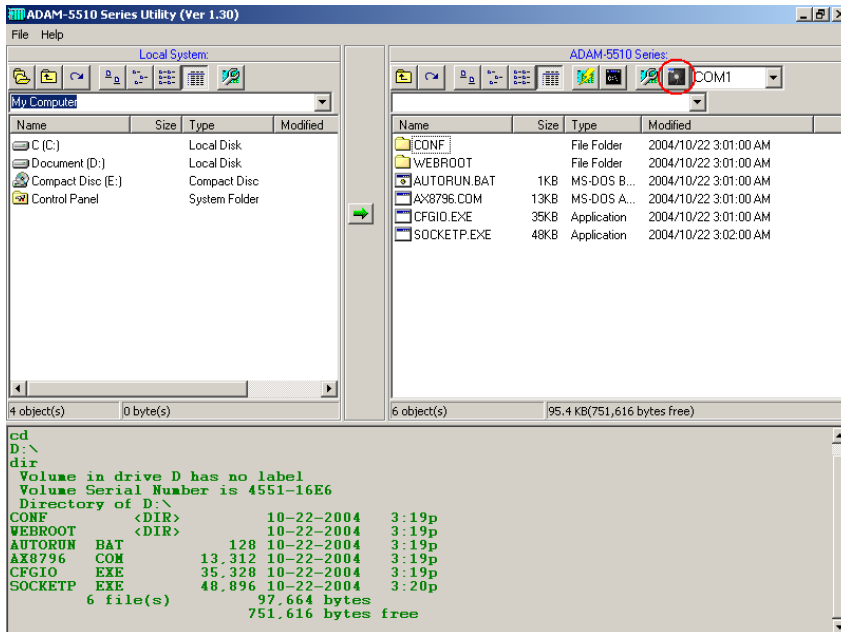 ADAM-5510 Series Utility (Ver 1.30)
File Help
Local System:
ADAM-5510 Series:
COM1
My Computer
Name Size Type Modified
C (C:) Local Disk
Document (D:) Local Disk
Compact Disc (E:) Compact Disc
Control Panel System Folder
Name Size Type Modified
CONF File Folder 2004/10/22 3:01:00 AM
WEBROOT File Folder 2004/10/22 3:01:00 AM
AUTORUN.BAT 1KB MS-DOS B... 2004/10/22 3:01:00 AM
AX8796.COM 13KB MS-DOS A... 2004/10/22 3:01:00 AM
CFGIO.EXE 35KB Application 2004/10/22 3:01:00 AM
SOCKETP.EXE 48KB Application 2004/10/22 3:02:00 AM
4 object(s) 0 byte(s)
6 object(s) 95.4 KB(751,616 bytes free)
cd
D:\
dir
Volume in drive D has no label
Volume Serial Number is 4551-16E6
Directory of D:\
CONF <DIR> 10-22-2004 3:19p
WEBROOT <DIR> 10-22-2004 3:19p
AUTORUN BAT 128 10-22-2004 3:19p
AX8796 COM 13,312 10-22-2004 3:19p
CFGIO EXE 35,328 10-22-2004 3:19p
SOCKETP EXE 48,896 10-22-2004 3:20p
6 file(s) 97,664 bytes
751,616 bytes free